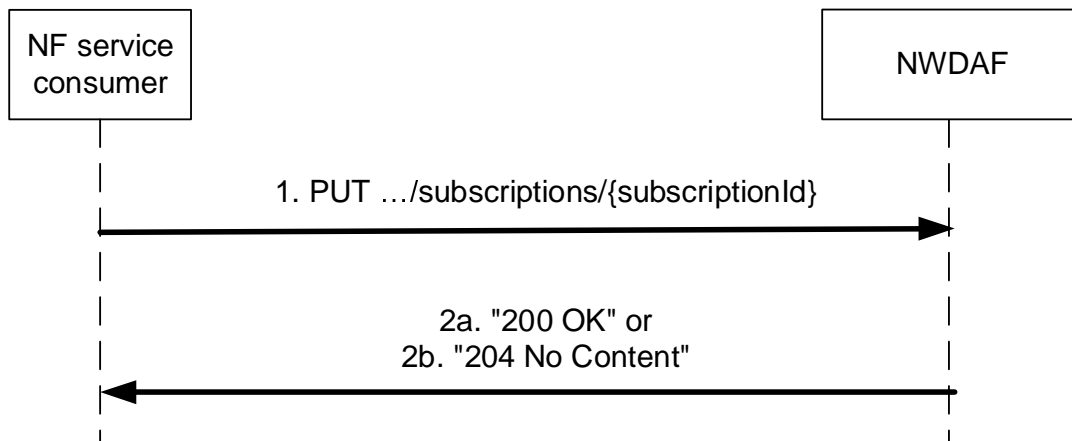 NF service
consumer
NWDAF
1. PUT …/subscriptions/{subscriptionId}
2a. "200 OK" or
2b. "204 No Content"